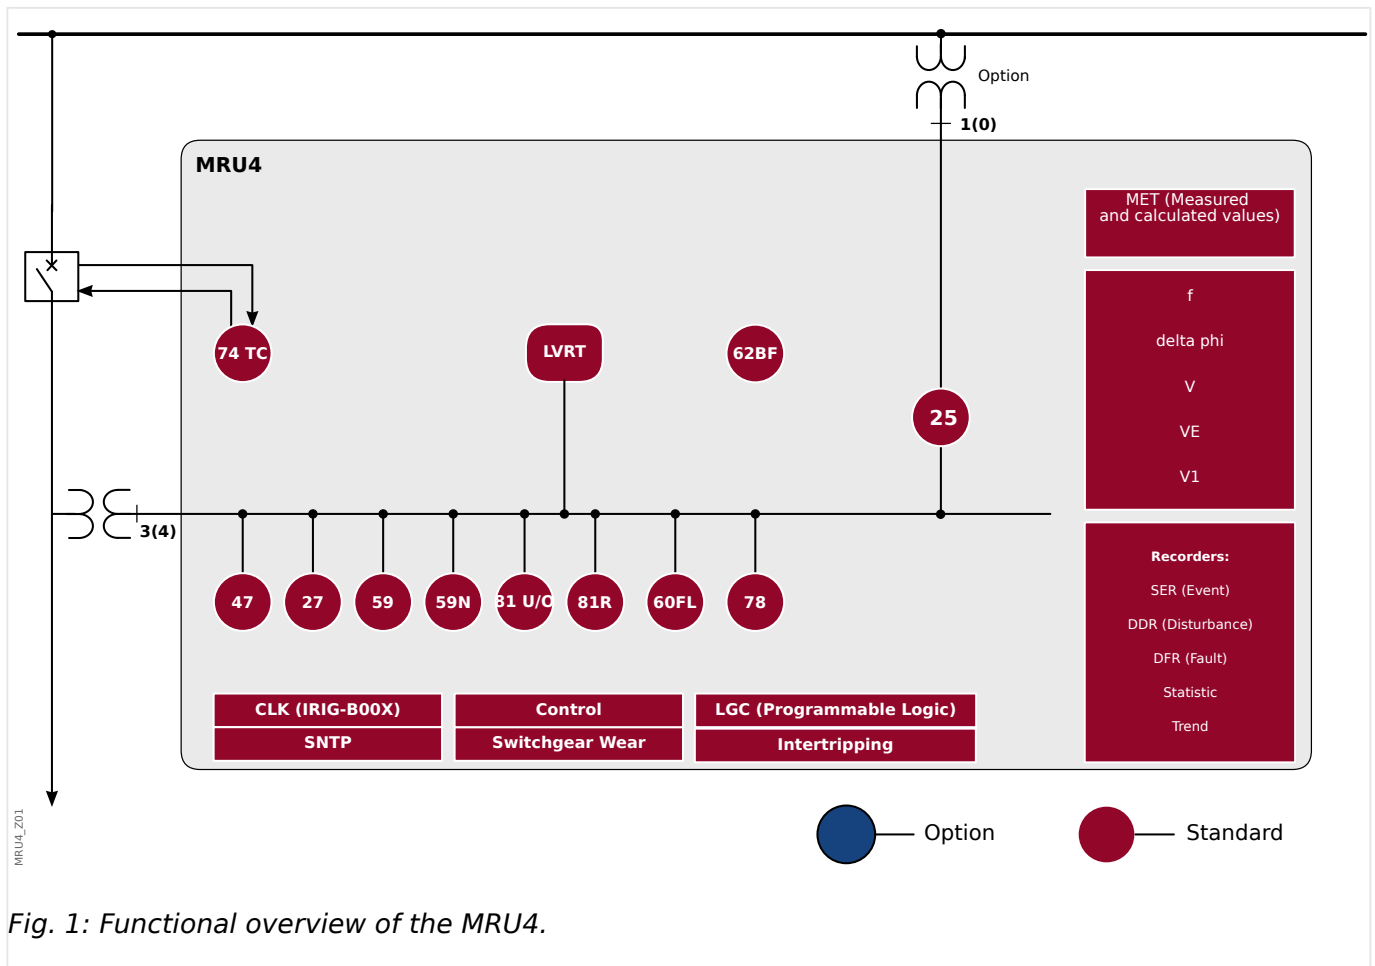 Option
1(0)
MRU4
MET (Measured
and calculated values)
f
delta phi
V
VE
V1
74 TC
LVRT
62BF
25
3(4)
47
27
59
59N
81 U/O
81R
60FL
78
Recorders:
SER (Event)
DDR (Disturbance)
DFR (Fault)
Statistic
Trend
CLK (IRIG-B00X)
SNTP
Control
Switchgear Wear
LGC (Programmable Logic)
Intertripping
MRU4_Z01
Option
Standard
Fig. 1: Functional overview of the MRU4.